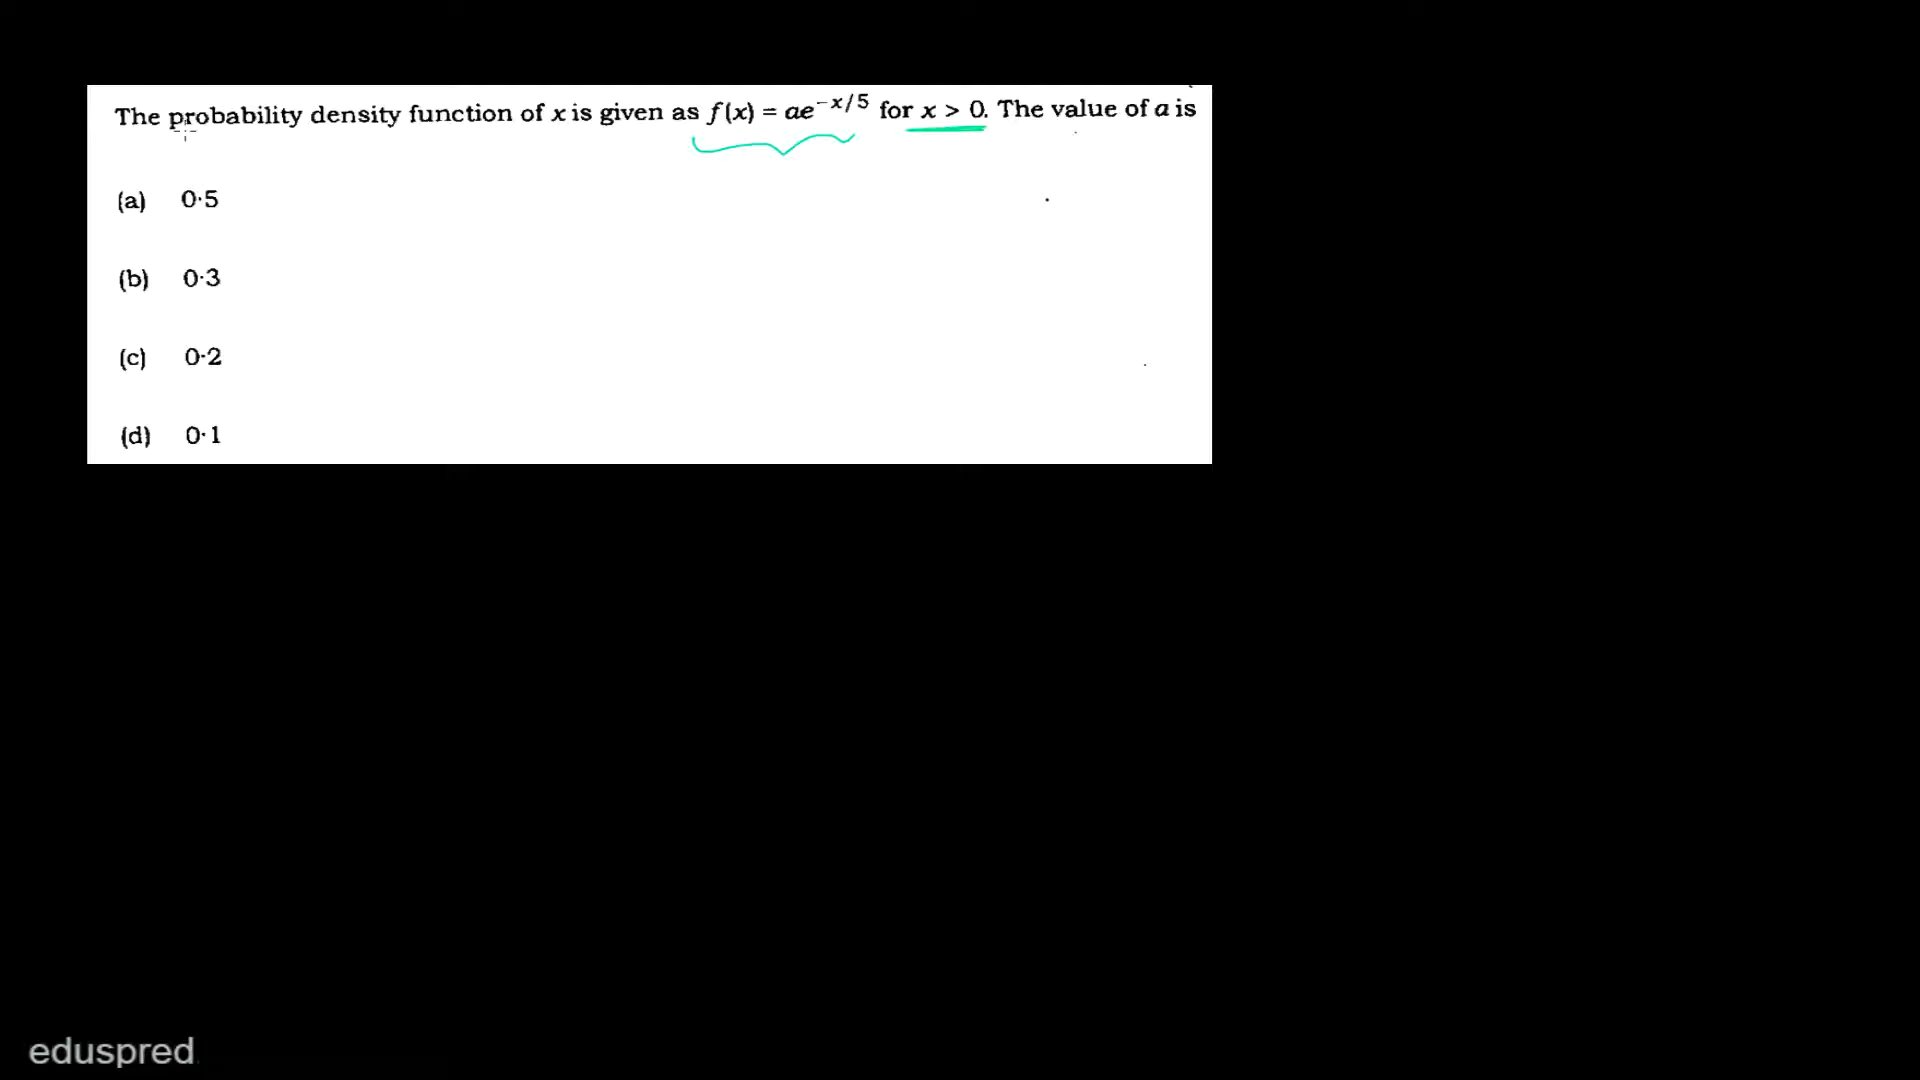 The probability density function of x is given as f(x) = ae^{-x/5} for x > 0. The value of a is
(a) 0·5
(b) 0·3
(c) 0·2
(d) 0·1
eduspred